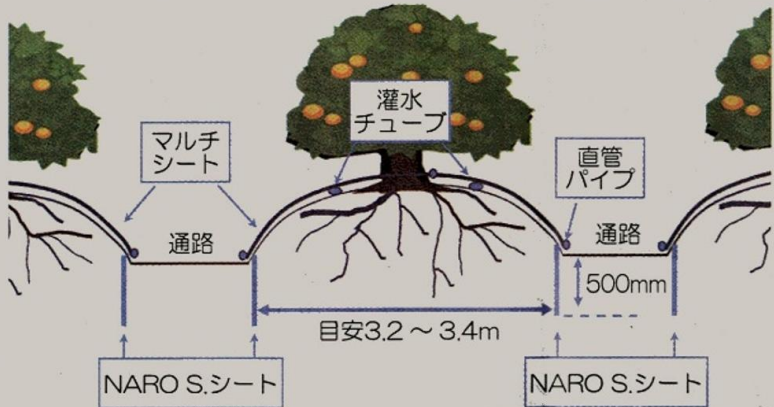 灌水
チューブ
マルチ
シート
直管
パイプ
通路
通路
500mm
目安3.2～3.4m
NARO S.シート
NARO S.シート